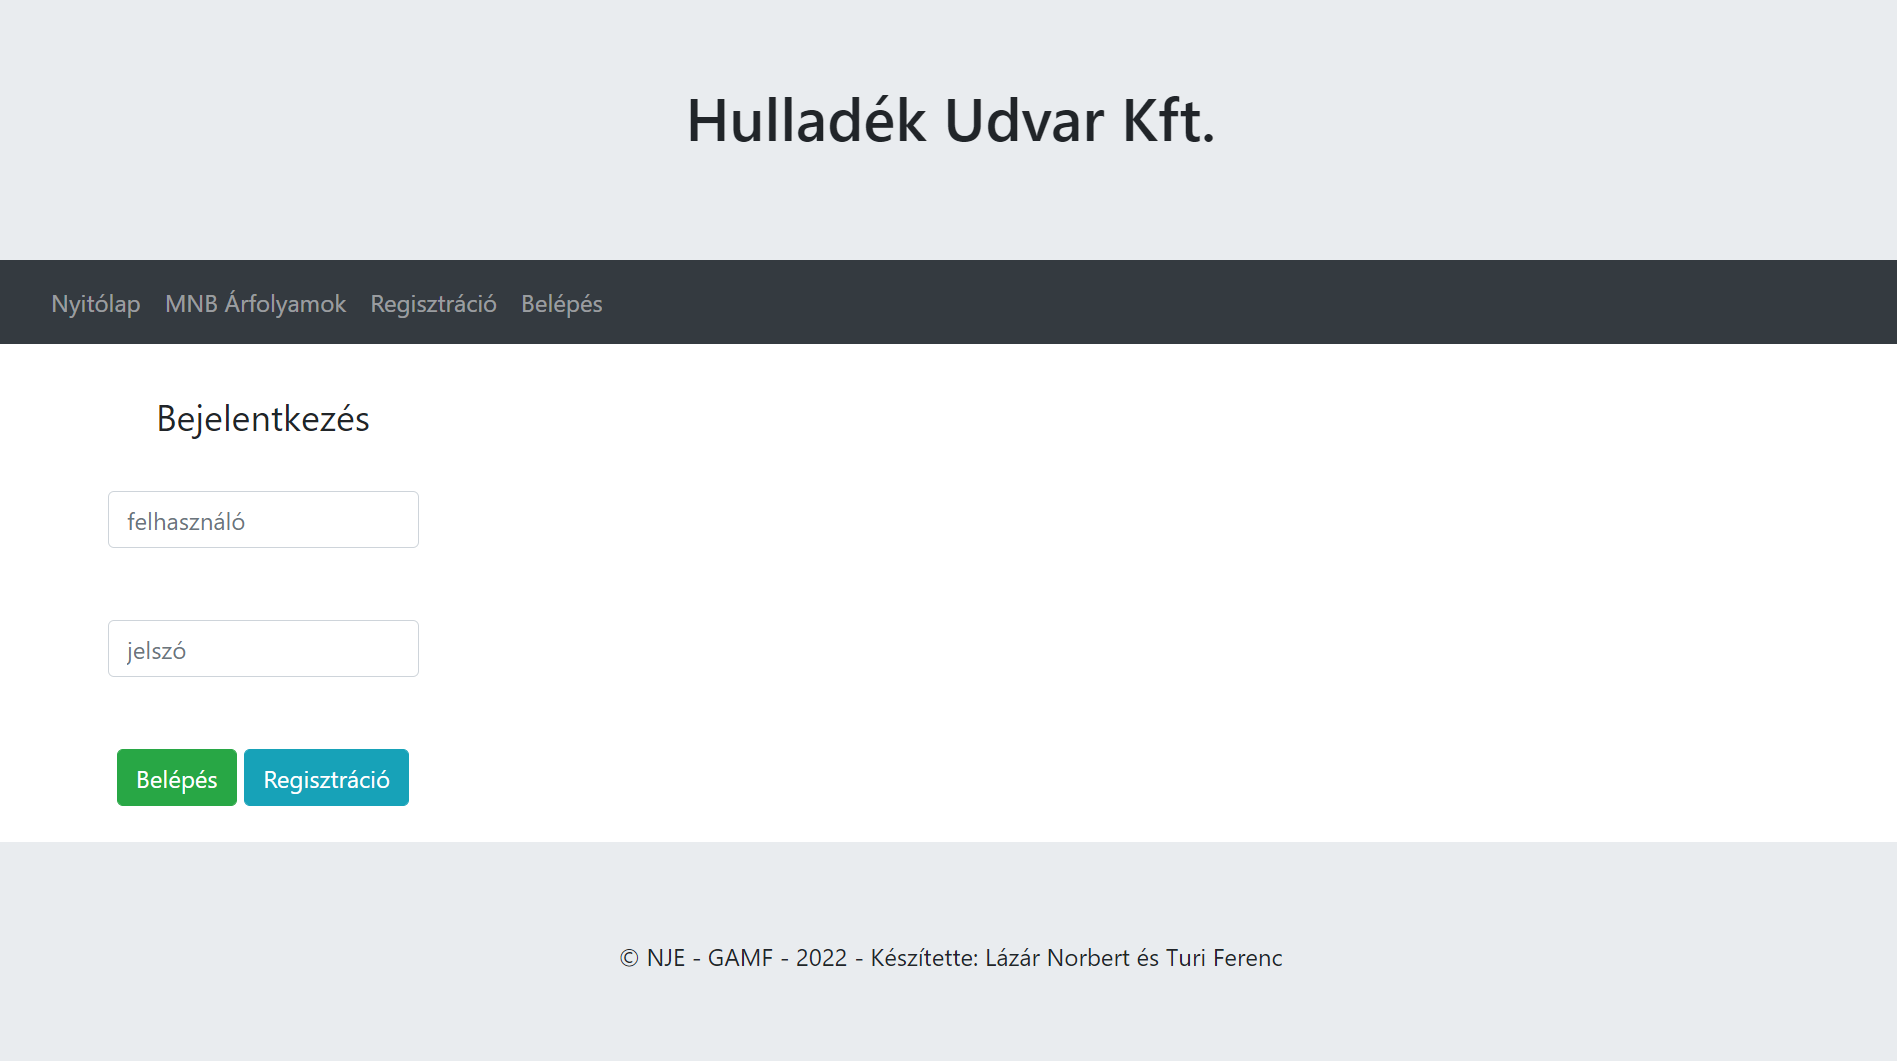 Hulladék Udvar Kft.
Nyitólap MNB Árfolyamok Regisztráció Belépés
Bejelentkezés
felhasználó
jelszó
Belépés Regisztráció
© NJE - GAMF - 2022 - Készítette: Lázár Norbert és Turi Ferenc